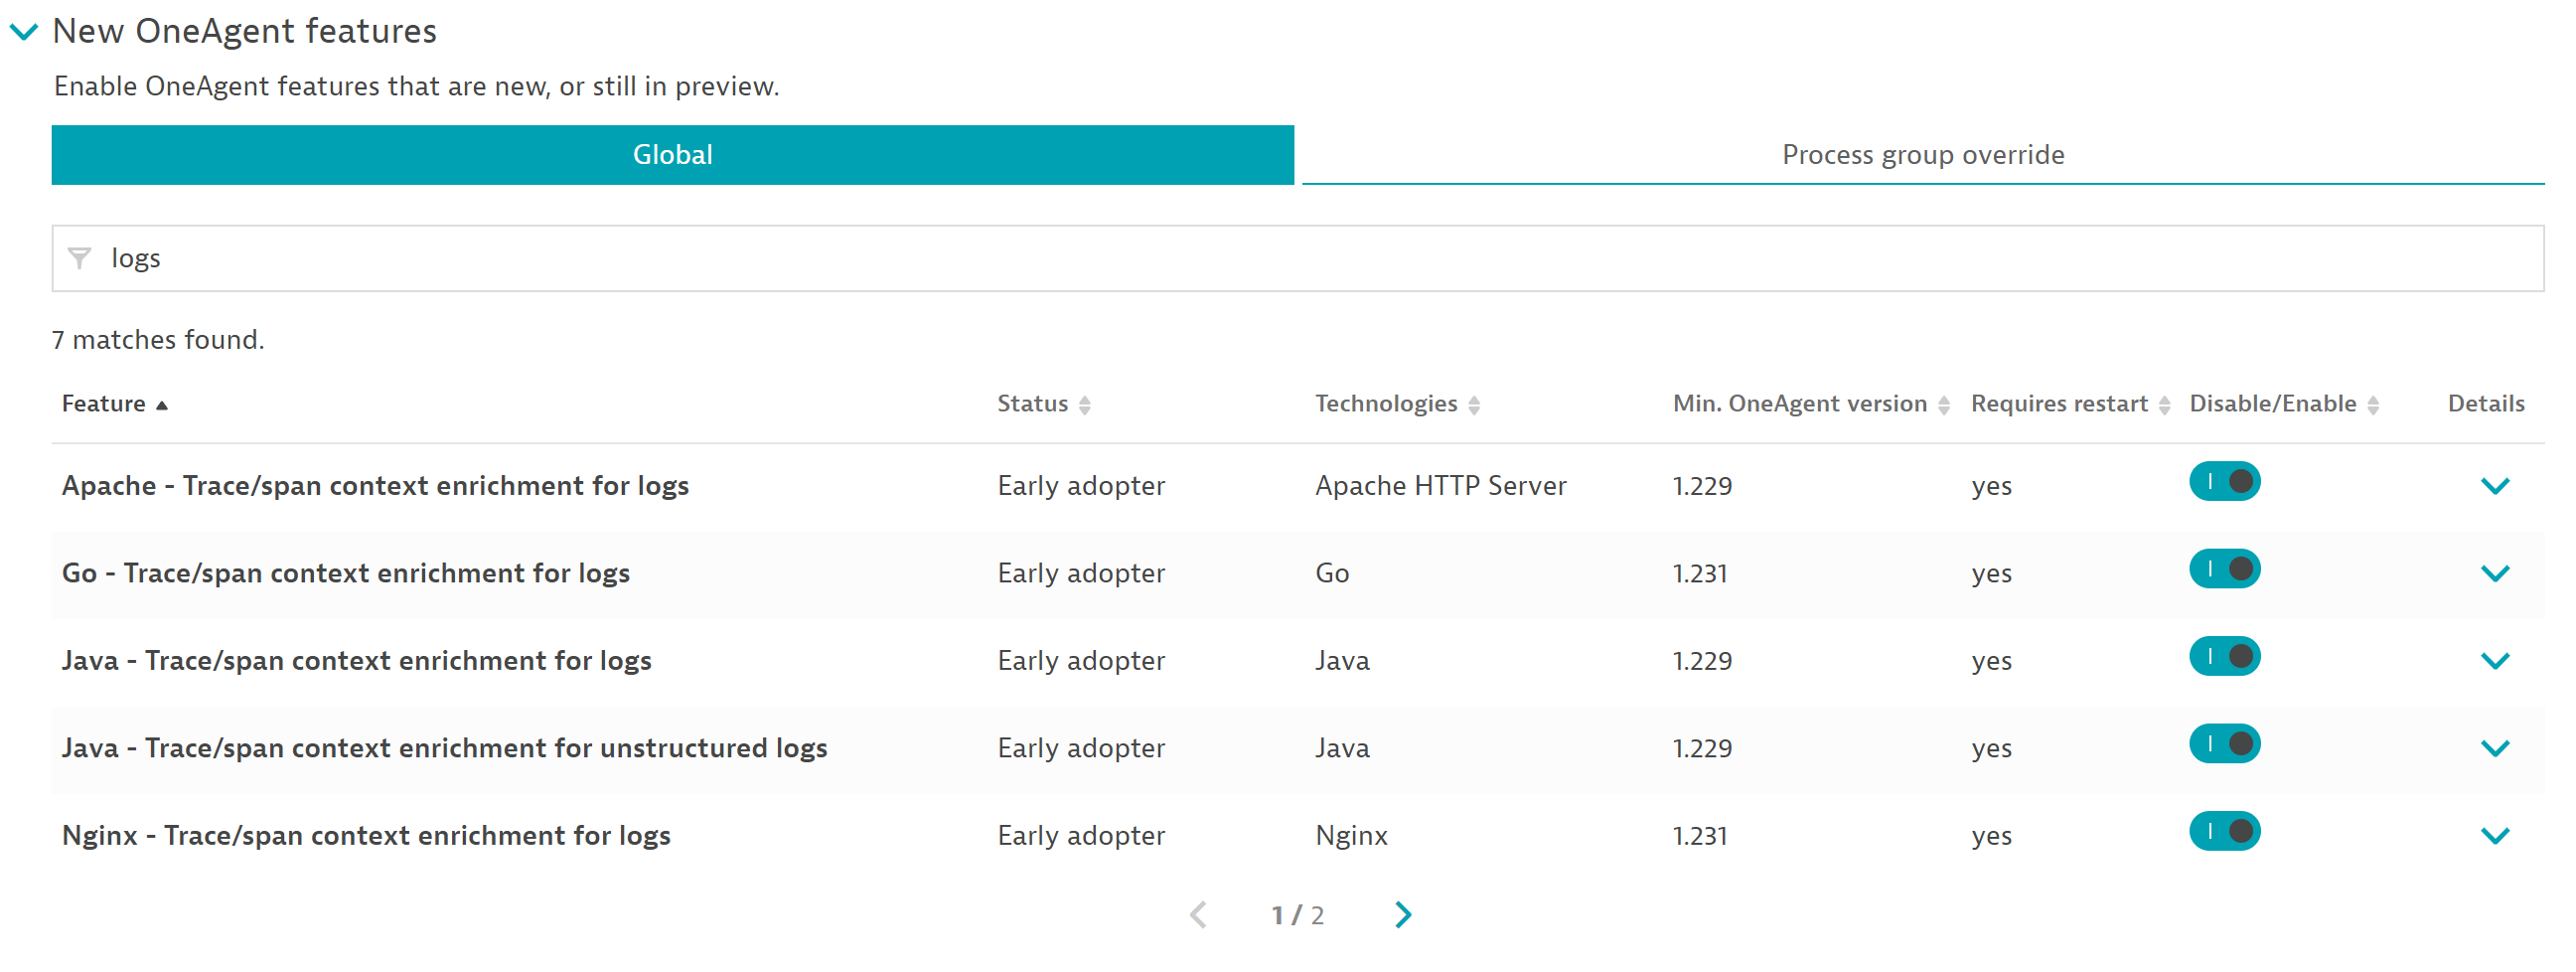 New OneAgent features
Enable OneAgent features that are new, or still in preview.
Global Process group override
logs
7 matches found.
Feature Status Technologies Min. OneAgent version Requires restart Disable/Enable Details
Apache - Trace/span context enrichment for logs Early adopter Apache HTTP Server 1.229 yes
Go - Trace/span context enrichment for logs Early adopter Go 1.231 yes
Java - Trace/span context enrichment for logs Early adopter Java 1.229 yes
Java - Trace/span context enrichment for unstructured logs Early adopter Java 1.229 yes
Nginx - Trace/span context enrichment for logs Early adopter Nginx 1.231 yes
1 / 2